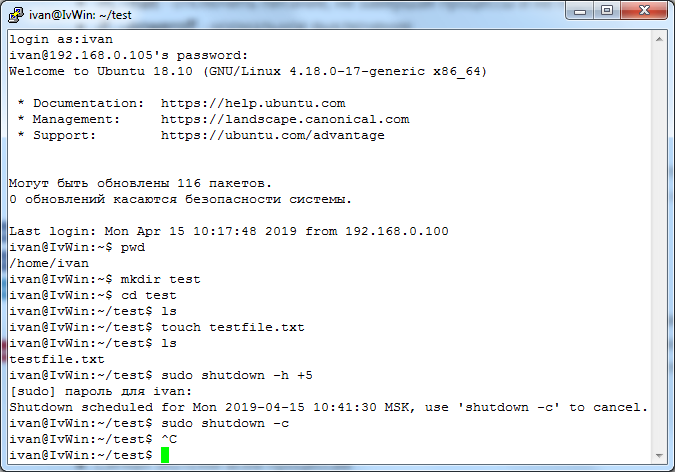 ivan@IvWin: ~/test
login as:ivan
ivan@192.168.0.105's password:
Welcome to Ubuntu 18.10 (GNU/Linux 4.18.0-17-generic x86_64)
* Documentation:  https://help.ubuntu.com
* Management:     https://landscape.canonical.com
* Support:        https://ubuntu.com/advantage
Могут быть обновлены 116 пакетов.
0 обновлений касаются безопасности системы.
Last login: Mon Apr 15 10:17:48 2019 from 192.168.0.100
ivan@IvWin:~$ pwd
/home/ivan
ivan@IvWin:~$ mkdir test
ivan@IvWin:~$ cd test
ivan@IvWin:~/test$ ls
ivan@IvWin:~/test$ touch testfile.txt
ivan@IvWin:~/test$ ls
testfile.txt
ivan@IvWin:~/test$ sudo shutdown -h +5
[sudo] пароль для ivan:
Shutdown scheduled for Mon 2019-04-15 10:41:30 MSK, use 'shutdown -c' to cancel.
ivan@IvWin:~/test$ sudo shutdown -c
ivan@IvWin:~/test$ ^C
ivan@IvWin:~/test$